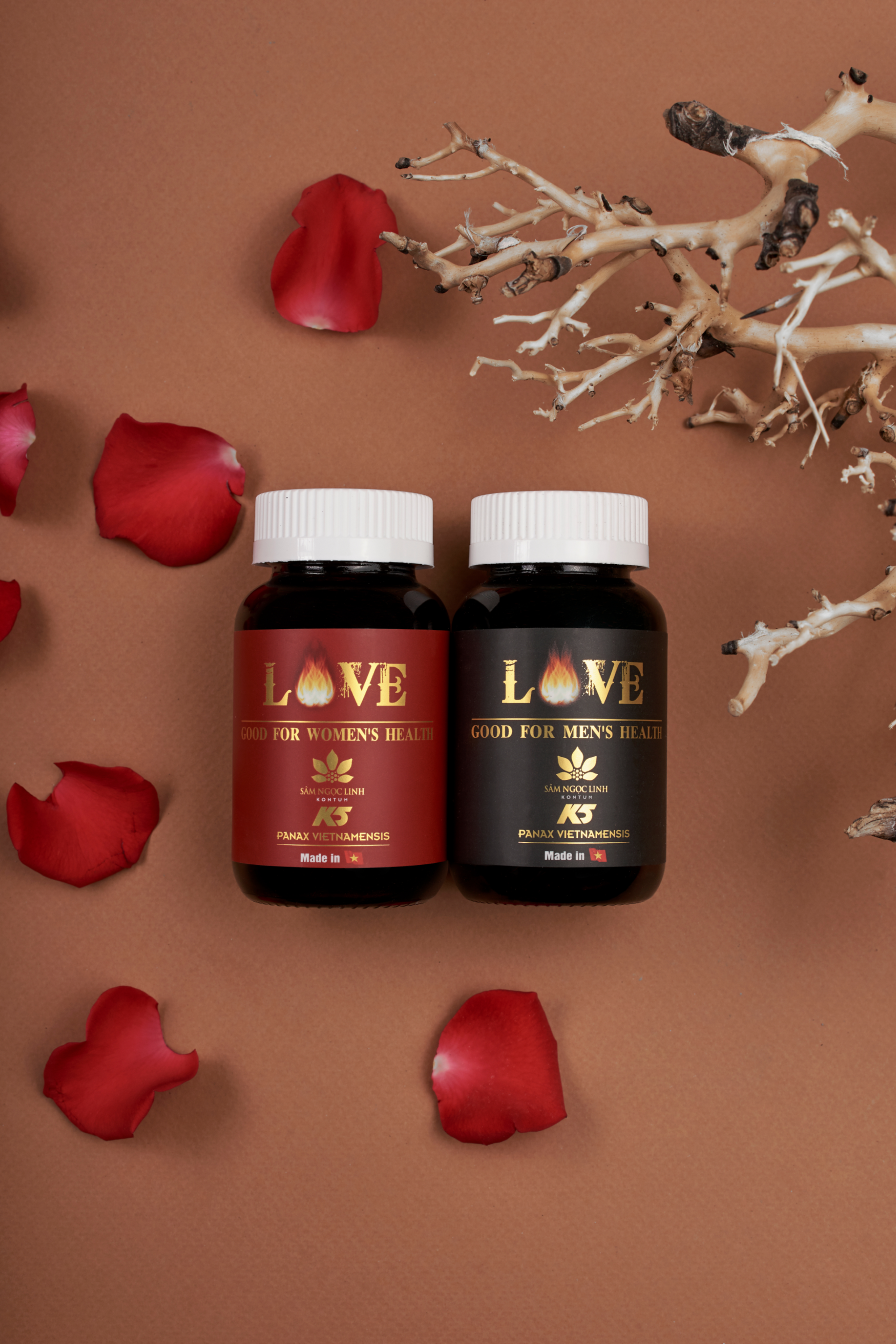 LOVE
GOOD FOR WOMEN'S HEALTH
SÂM NGỌC LINH
KONTUM
K5
PANAX VIETNAMENSIS
Made in
LOVE
GOOD FOR MEN'S HEALTH
SÂM NGỌC LINH
KONTUM
K5
PANAX VIETNAMENSIS
Made in